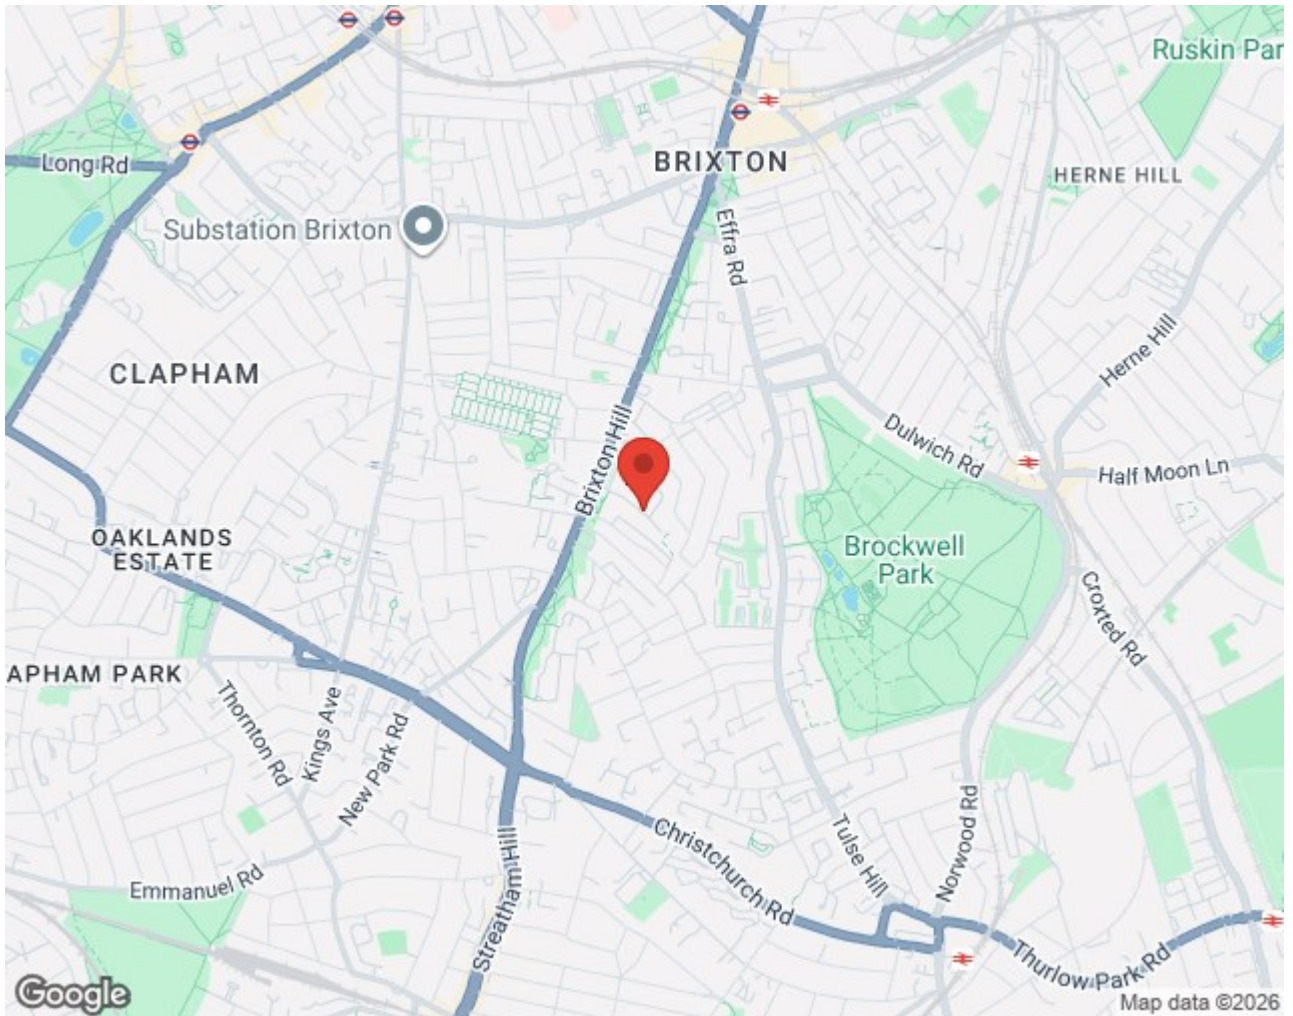 Ruskin Par
BRIXTON
Long Rd
HERNE HILL
Substation Brixton
Effra Rd
Herne Hill
CLAPHAM
Brixton Hill
Dulwich Rd
Half Moon Ln
OAKLANDS
ESTATE
Brockwell
Park
Croxted Rd
APHAM PARK
Thornton Rd
Kings Ave
New Park Rd
Norwood Rd
Christchurch Rd
Tulse Hill
Emmanuel Rd
Streatham Hill
Thurlow Park Rd
Google
Map data ©2026